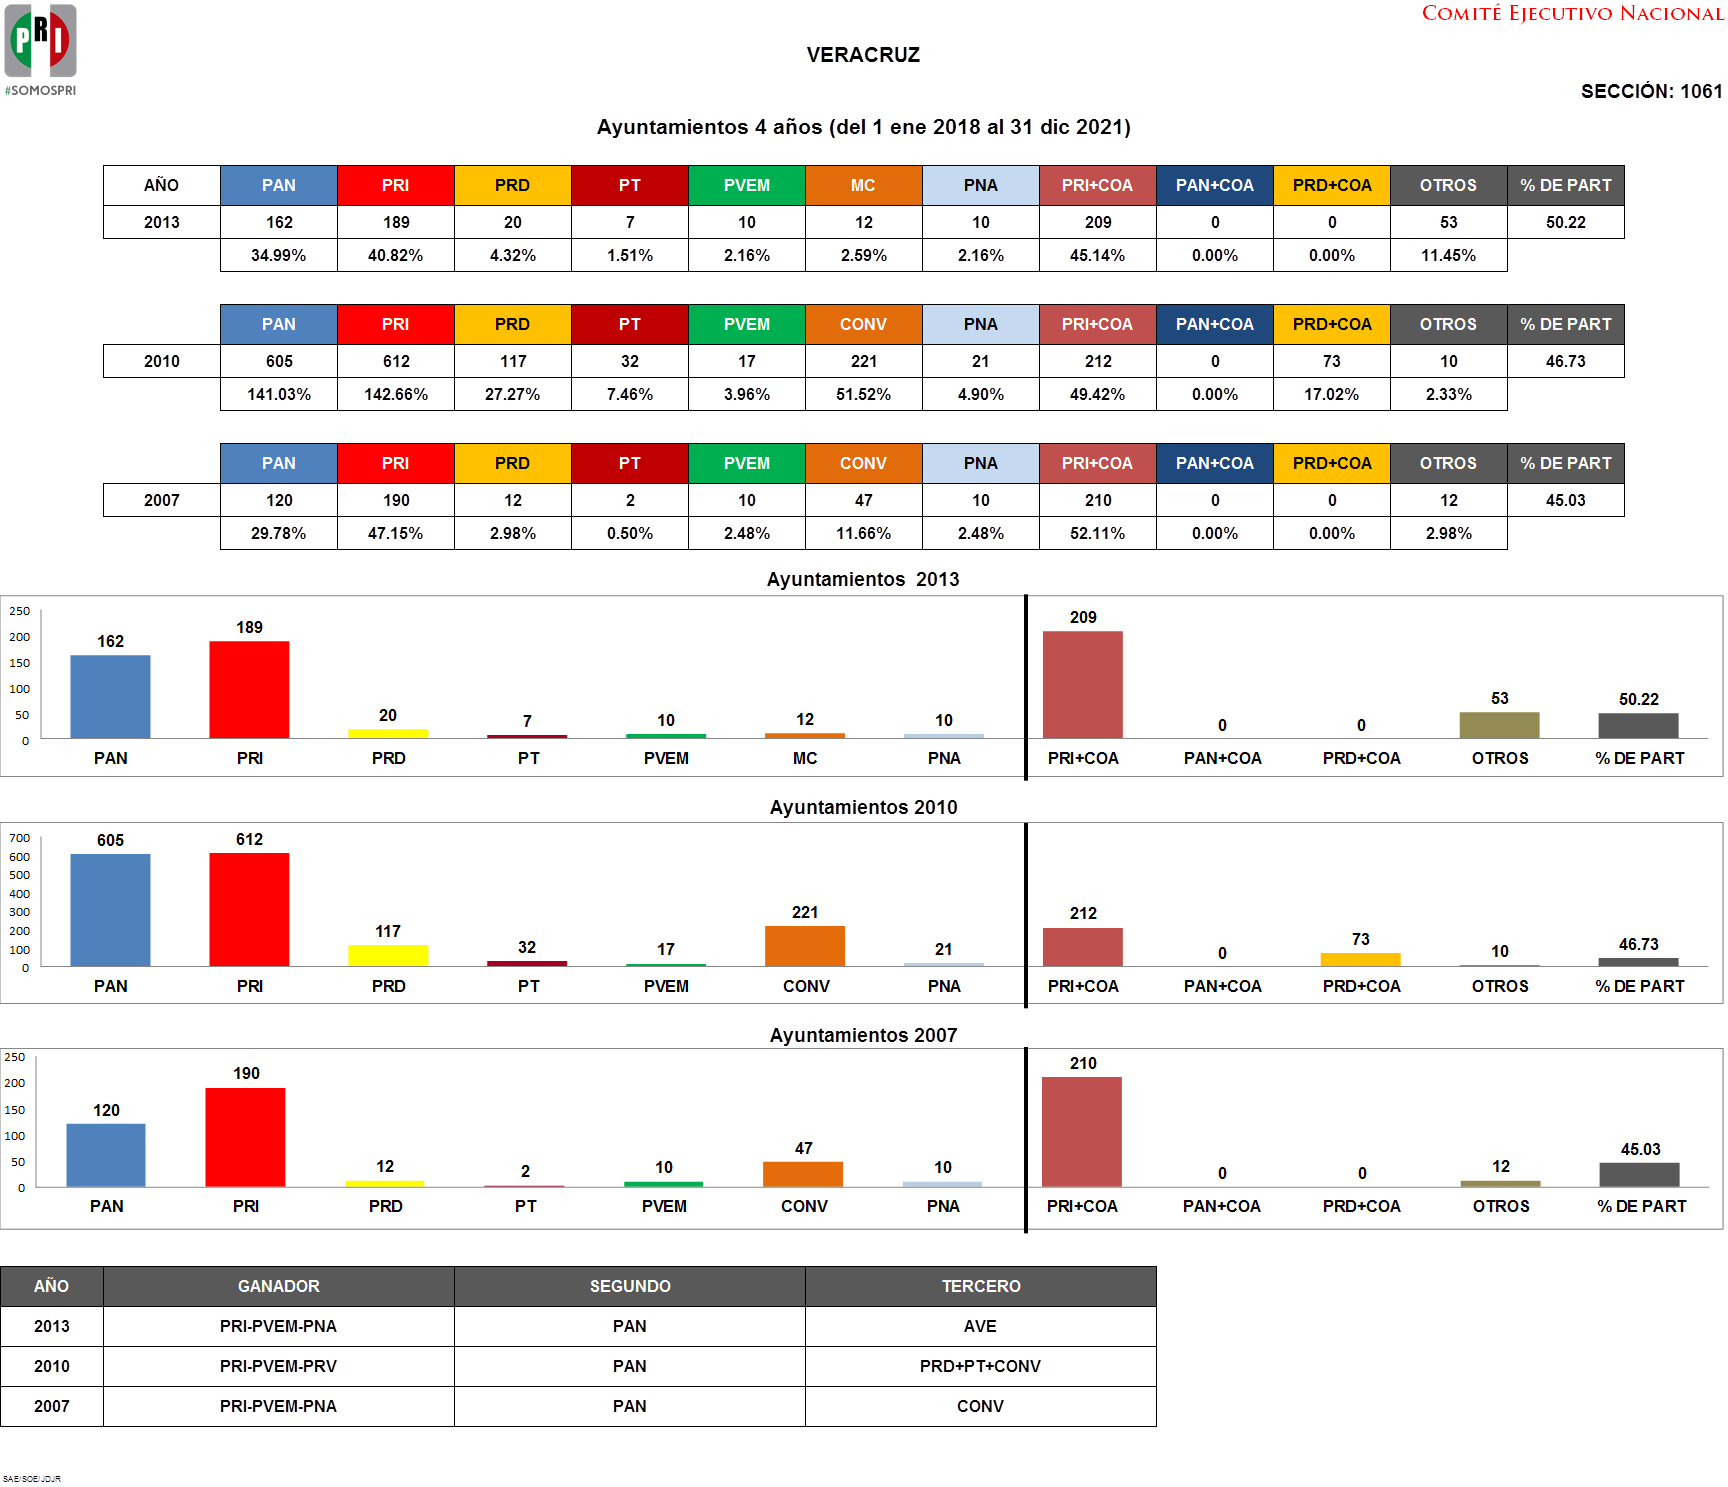 COMITÉ EJECUTIVO NACIONAL
PRI
#SOMOSPRI
VERACRUZ
SECCIÓN: 1061
Ayuntamientos 4 años (del 1 ene 2018 al 31 dic 2021)
AÑO PAN PRI PRD PT PVEM MC PNA PRI+COA PAN+COA PRD+COA OTROS % DE PART
2013 162 189 20 7 10 12 10 209 0 0 53 50.22
34.99% 40.82% 4.32% 1.51% 2.16% 2.59% 2.16% 45.14% 0.00% 0.00% 11.45%
PAN PRI PRD PT PVEM CONV PNA PRI+COA PAN+COA PRD+COA OTROS % DE PART
2010 605 612 117 32 17 221 21 212 0 73 10 46.73
141.03% 142.66% 27.27% 7.46% 3.96% 51.52% 4.90% 49.42% 0.00% 17.02% 2.33%
PAN PRI PRD PT PVEM CONV PNA PRI+COA PAN+COA PRD+COA OTROS % DE PART
2007 120 190 12 2 10 47 10 210 0 0 12 45.03
29.78% 47.15% 2.98% 0.50% 2.48% 11.66% 2.48% 52.11% 0.00% 0.00% 2.98%
Ayuntamientos 2013
250
200
150
100
50
0
162 189 20 7 10 12 10 209 0 0 53 50.22
PAN PRI PRD PT PVEM MC PNA PRI+COA PAN+COA PRD+COA OTROS % DE PART
Ayuntamientos 2010
700
600
500
400
300
200
100
0
605 612 117 32 17 221 21 212 0 73 10 46.73
PAN PRI PRD PT PVEM CONV PNA PRI+COA PAN+COA PRD+COA OTROS % DE PART
Ayuntamientos 2007
250
200
150
100
50
0
120 190 12 2 10 47 10 210 0 0 12 45.03
PAN PRI PRD PT PVEM CONV PNA PRI+COA PAN+COA PRD+COA OTROS % DE PART
AÑO GANADOR SEGUNDO TERCERO
2013 PRI-PVEM-PNA PAN AVE
2010 PRI-PVEM-PRV PAN PRD+PT+CONV
2007 PRI-PVEM-PNA PAN CONV
SAE/SOE/JDJR